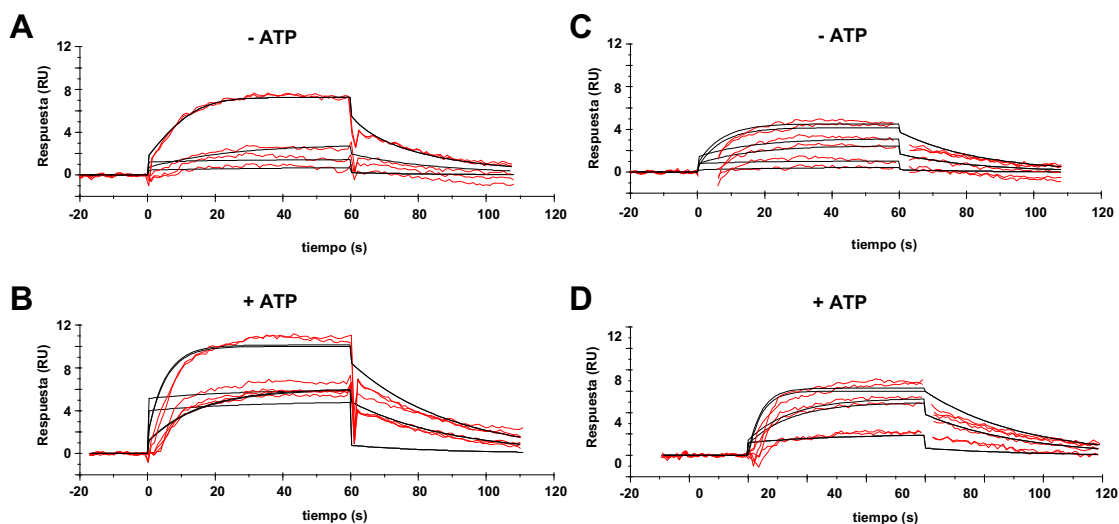 A
- ATP
Respuesta (RU)
12
8
4
0
-20 0 20 40 60 80 100 120
tiempo (s)
C
- ATP
Respuesta (RU)
12
8
4
0
-20 0 20 40 60 80 100 120
tiempo (s)
B
+ ATP
Respuesta (RU)
12
8
4
0
-20 0 20 40 60 80 100 120
tiempo (s)
D
+ ATP
Respuesta (RU)
12
8
4
0
-20 0 20 40 60 80 100 120
tiempo (s)